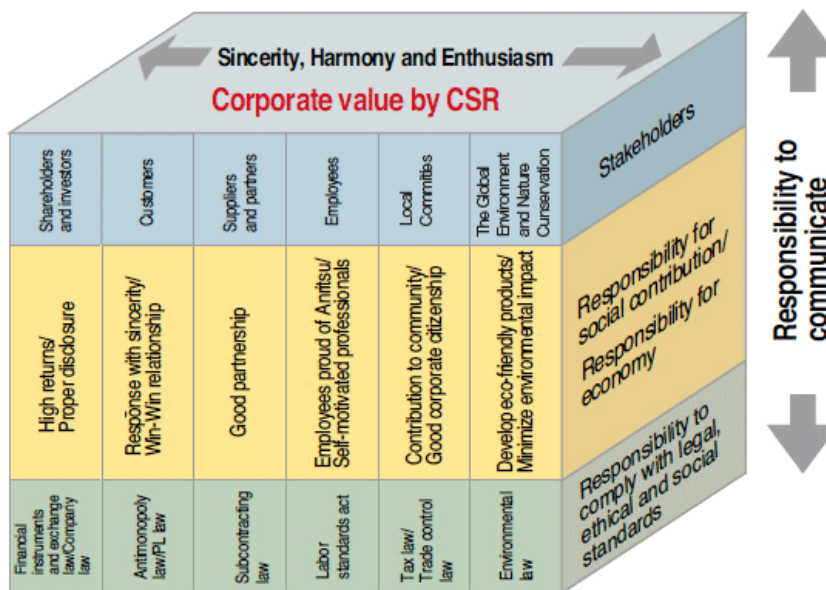 Sincerity, Harmony and Enthusiasm
Corporate value by CSR
Shareholders
and investors
Customers
Suppliers
and partners
Employees
Local
Committees
The Global
Environment
and Nature
Cunservation
Stakeholders
High returns/
Proper disclosure
Response with sincerity/
Win-Win relationship
Good partnership
Employees proud of Anritsu/
Self-motivated professionals
Contribution to community/
Good corporate citizenship
Develop eco-friendly products/
Minimize environmental impact
Responsibility for
social contribution/
Responsibility for
economy
Financial
instruments
and exchange
law/Company
law
Antimonopoly
law/PL law
Subcontracting
law
Labor
standards act
Tax law/
Trade control
law
Environmental
law
Responsibility to
comply with legal,
ethical and social
standards
Responsibility to
communicate